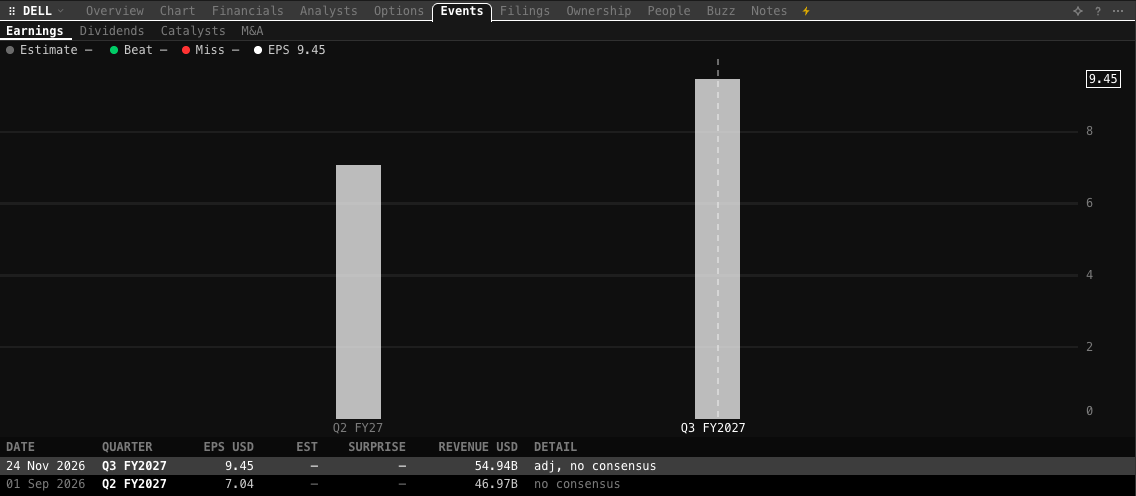 DELL Overview Chart Financials Analysts Options Events Filings Ownership People Buzz Notes ? ...
Earnings Dividends Catalysts M&A
Estimate — Beat — Miss — EPS 9.45
9.45
8
6
4
2
0
Q2 FY27 Q3 FY2027
DATE QUARTER EPS USD EST SURPRISE REVENUE USD DETAIL
24 Nov 2026 Q3 FY2027 9.45 — — 54.94B adj, no consensus
01 Sep 2026 Q2 FY2027 7.04 — — 46.97B no consensus